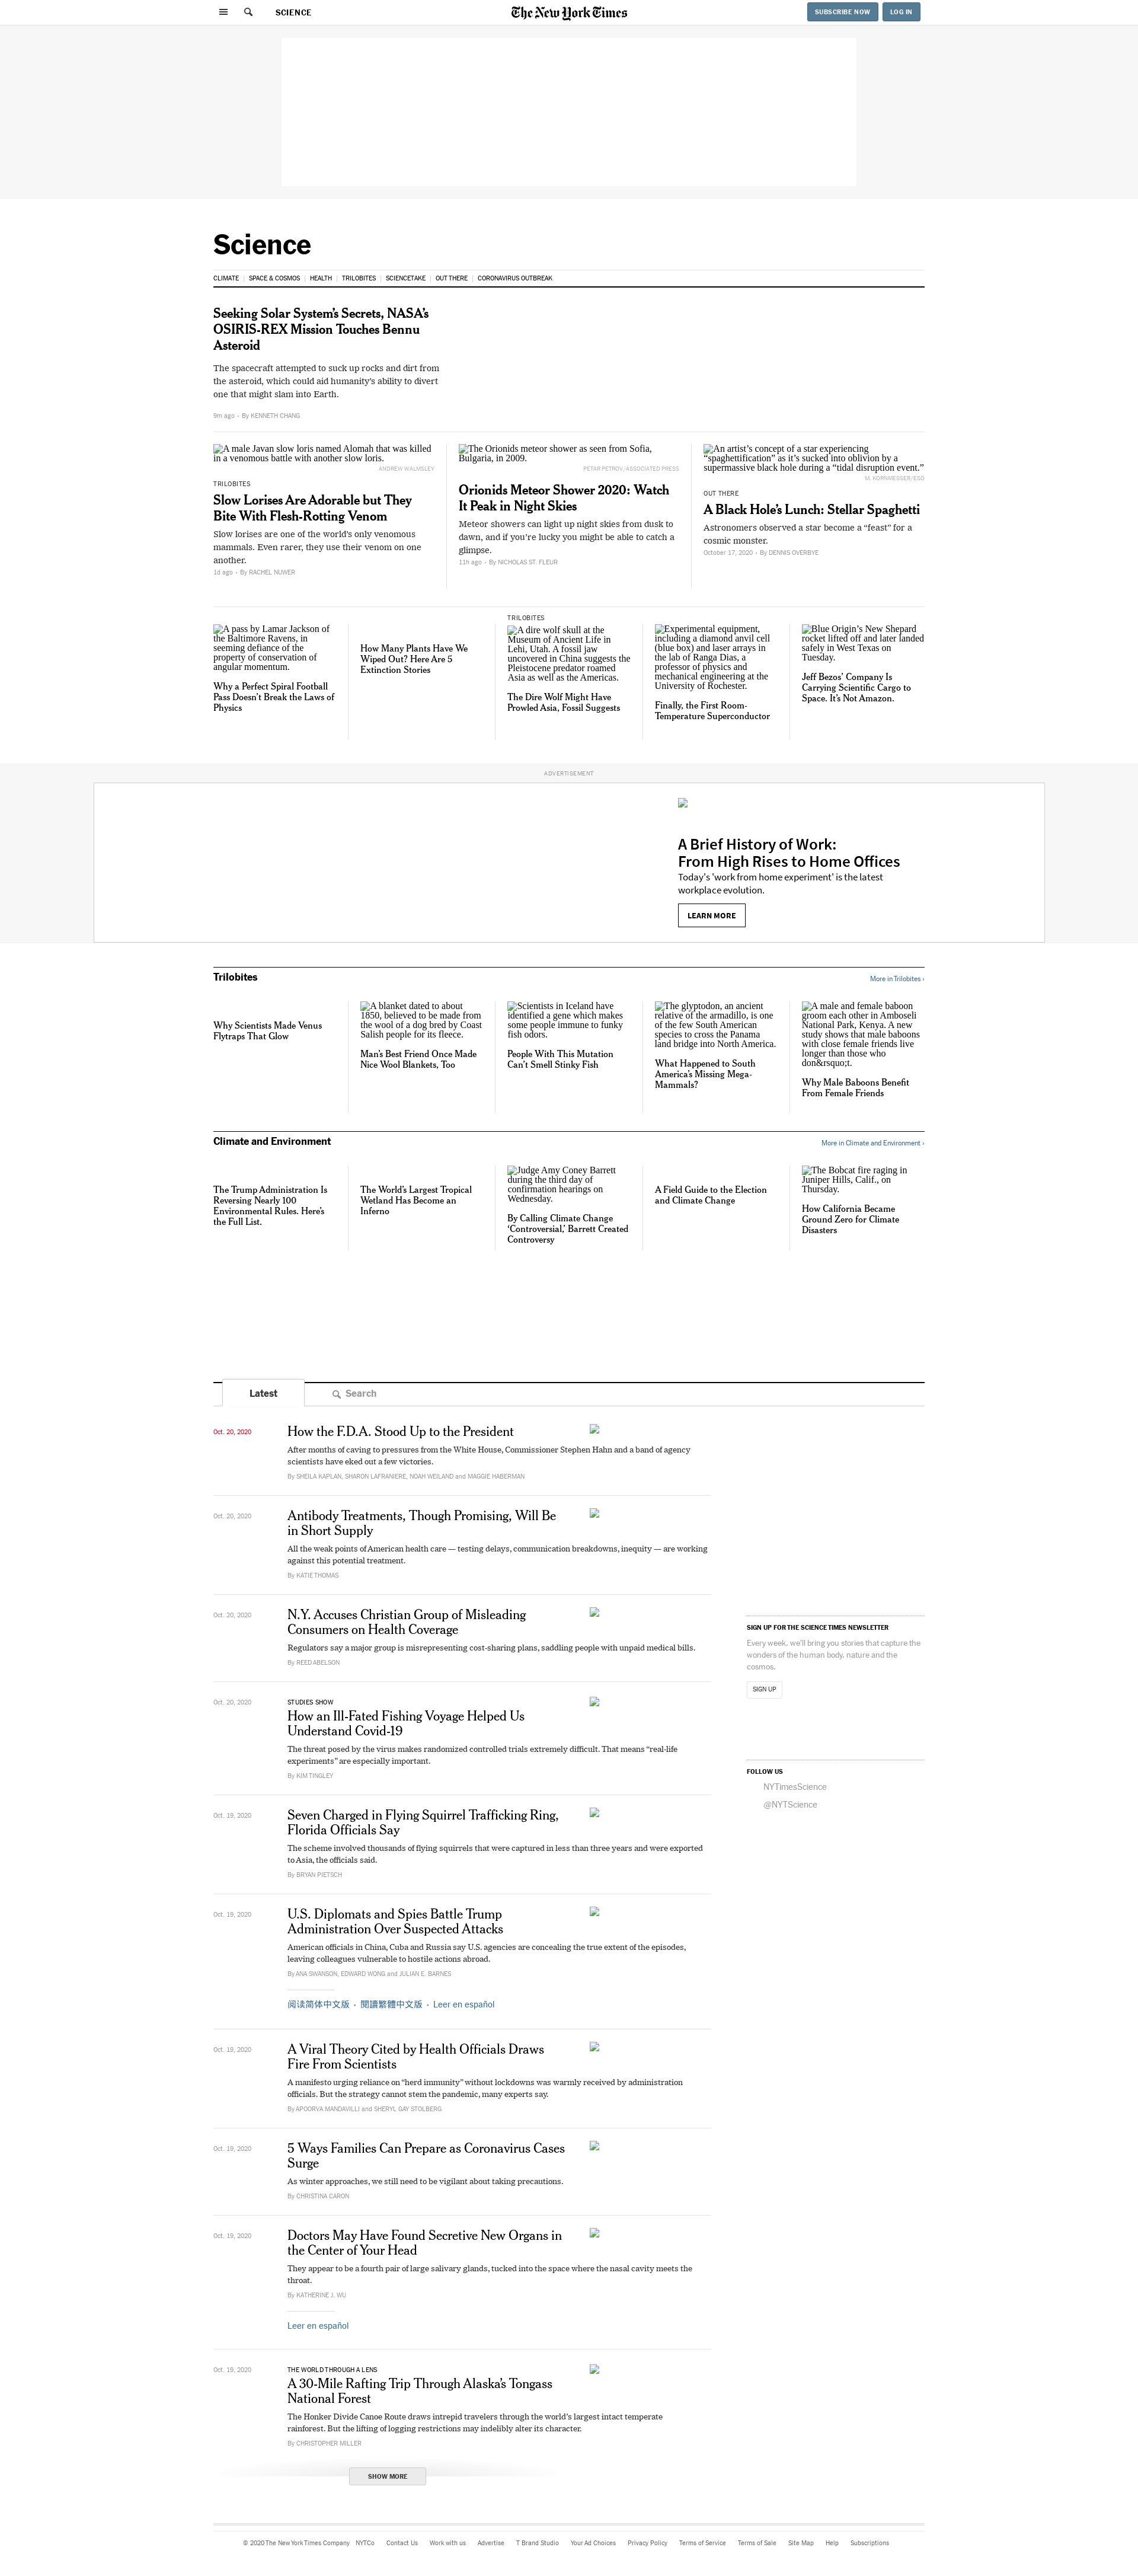 SCIENCE
The New York Times
SUBSCRIBE NOW
LOG IN
Science
CLIMATE
SPACE & COSMOS
HEALTH
TRILOBITES
SCIENCETAKE
OUT THERE
CORONAVIRUS OUTBREAK
Seeking Solar System’s Secrets, NASA’s
OSIRIS-REX Mission Touches Bennu
Asteroid
The spacecraft attempted to suck up rocks and dirt from
the asteroid, which could aid humanity’s ability to divert
one that might slam into Earth.
9m ago • By KENNETH CHANG
A male Javan slow loris named Alomah that was killed
in a venomous battle with another slow loris.
ANDREW WALMSLEY
TRILOBITES
Slow Lorises Are Adorable but They
Bite With Flesh-Rotting Venom
Slow lorises are one of the world’s only venomous
mammals. Even rarer, they use their venom on one
another.
1d ago • By RACHEL NUWER
The Orionids meteor shower as seen from Sofia,
Bulgaria, in 2009.
PETAR PETROV/ASSOCIATED PRESS
Orionids Meteor Shower 2020: Watch
It Peak in Night Skies
Meteor showers can light up night skies from dusk to
dawn, and if you’re lucky you might be able to catch a
glimpse.
11h ago • By NICHOLAS ST. FLEUR
An artist’s concept of a star experiencing
“spaghettification” as it’s sucked into oblivion by a
supermassive black hole during a “tidal disruption event.”
M. KORNMESSER/ESO
OUT THERE
A Black Hole’s Lunch: Stellar Spaghetti
Astronomers observed a star become a “feast” for a
cosmic monster.
October 17, 2020 • By DENNIS OVERBYE
A pass by Lamar Jackson of
the Baltimore Ravens, in
seeming defiance of the
property of conservation of
angular momentum.
Why a Perfect Spiral Football
Pass Doesn’t Break the Laws of
Physics
How Many Plants Have We
Wiped Out? Here Are 5
Extinction Stories
TRILOBITES
A dire wolf skull at the
Museum of Ancient Life in
Lehi, Utah. A fossil jaw
uncovered in China suggests the
Pleistocene predator roamed
Asia as well as the Americas.
The Dire Wolf Might Have
Prowled Asia, Fossil Suggests
Experimental equipment,
including a diamond anvil cell
(blue box) and laser arrays in
the lab of Ranga Dias, a
professor of physics and
mechanical engineering at the
University of Rochester.
Finally, the First Room-
Temperature Superconductor
Blue Origin’s New Shepard
rocket lifted off and later landed
safely in West Texas on
Tuesday.
Jeff Bezos’ Company Is
Carrying Scientific Cargo to
Space. It’s Not Amazon.
ADVERTISEMENT
A Brief History of Work:
From High Rises to Home Offices
Today’s ‘work from home experiment’ is the latest
workplace evolution.
LEARN MORE
Trilobites
More in Trilobites ›
Why Scientists Made Venus
Flytraps That Glow
A blanket dated to about
1850, believed to be made from
the wool of a dog bred by Coast
Salish people for its fleece.
Man’s Best Friend Once Made
Nice Wool Blankets, Too
Scientists in Iceland have
identified a gene which makes
some people immune to funky
fish odors.
People With This Mutation
Can’t Smell Stinky Fish
The glyptodon, an ancient
relative of the armadillo, is one
of the few South American
species to cross the Panama
land bridge into North America.
What Happened to South
America’s Missing Mega-
Mammals?
A male and female baboon
groom each other in Amboseli
National Park, Kenya. A new
study shows that male baboons
with close female friends live
longer than those who
don&rsquo;t.
Why Male Baboons Benefit
From Female Friends
Climate and Environment
More in Climate and Environment ›
The Trump Administration Is
Reversing Nearly 100
Environmental Rules. Here’s
the Full List.
The World’s Largest Tropical
Wetland Has Become an
Inferno
Judge Amy Coney Barrett
during the third day of
confirmation hearings on
Wednesday.
By Calling Climate Change
‘Controversial,’ Barrett Created
Controversy
A Field Guide to the Election
and Climate Change
The Bobcat fire raging in
Juniper Hills, Calif., on
Thursday.
How California Became
Ground Zero for Climate
Disasters
Latest
Search
Oct. 20, 2020
How the F.D.A. Stood Up to the President
After months of caving to pressures from the White House, Commissioner Stephen Hahn and a band of agency
scientists have eked out a few victories.
By SHEILA KAPLAN, SHARON LAFRANIERE, NOAH WEILAND and MAGGIE HABERMAN
Oct. 20, 2020
Antibody Treatments, Though Promising, Will Be
in Short Supply
All the weak points of American health care — testing delays, communication breakdowns, inequity — are working
against this potential treatment.
By KATIE THOMAS
Oct. 20, 2020
N.Y. Accuses Christian Group of Misleading
Consumers on Health Coverage
Regulators say a major group is misrepresenting cost-sharing plans, saddling people with unpaid medical bills.
By REED ABELSON
Oct. 20, 2020
STUDIES SHOW
How an Ill-Fated Fishing Voyage Helped Us
Understand Covid-19
The threat posed by the virus makes randomized controlled trials extremely difficult. That means “real-life
experiments” are especially important.
By KIM TINGLEY
Oct. 19, 2020
Seven Charged in Flying Squirrel Trafficking Ring,
Florida Officials Say
The scheme involved thousands of flying squirrels that were captured in less than three years and were exported
to Asia, the officials said.
By BRYAN PIETSCH
Oct. 19, 2020
U.S. Diplomats and Spies Battle Trump
Administration Over Suspected Attacks
American officials in China, Cuba and Russia say U.S. agencies are concealing the true extent of the episodes,
leaving colleagues vulnerable to hostile actions abroad.
By ANA SWANSON, EDWARD WONG and JULIAN E. BARNES
阅读简体中文版 • 閱讀繁體中文版 • Leer en español
Oct. 19, 2020
A Viral Theory Cited by Health Officials Draws
Fire From Scientists
A manifesto urging reliance on “herd immunity” without lockdowns was warmly received by administration
officials. But the strategy cannot stem the pandemic, many experts say.
By APOORVA MANDAVILLI and SHERYL GAY STOLBERG
Oct. 19, 2020
5 Ways Families Can Prepare as Coronavirus Cases
Surge
As winter approaches, we still need to be vigilant about taking precautions.
By CHRISTINA CARON
Oct. 19, 2020
Doctors May Have Found Secretive New Organs in
the Center of Your Head
They appear to be a fourth pair of large salivary glands, tucked into the space where the nasal cavity meets the
throat.
By KATHERINE J. WU
Leer en español
Oct. 19, 2020
THE WORLD THROUGH A LENS
A 30-Mile Rafting Trip Through Alaska’s Tongass
National Forest
The Honker Divide Canoe Route draws intrepid travelers through the world’s largest intact temperate
rainforest. But the lifting of logging restrictions may indelibly alter its character.
By CHRISTOPHER MILLER
SHOW MORE
SIGN UP FOR THE SCIENCE TIMES NEWSLETTER
Every week, we’ll bring you stories that capture the
wonders of the human body, nature and the
cosmos.
SIGN UP
FOLLOW US
NYTimesScience
@NYTScience
© 2020 The New York Times Company
NYTCo
Contact Us
Work with us
Advertise
T Brand Studio
Your Ad Choices
Privacy Policy
Terms of Service
Terms of Sale
Site Map
Help
Subscriptions